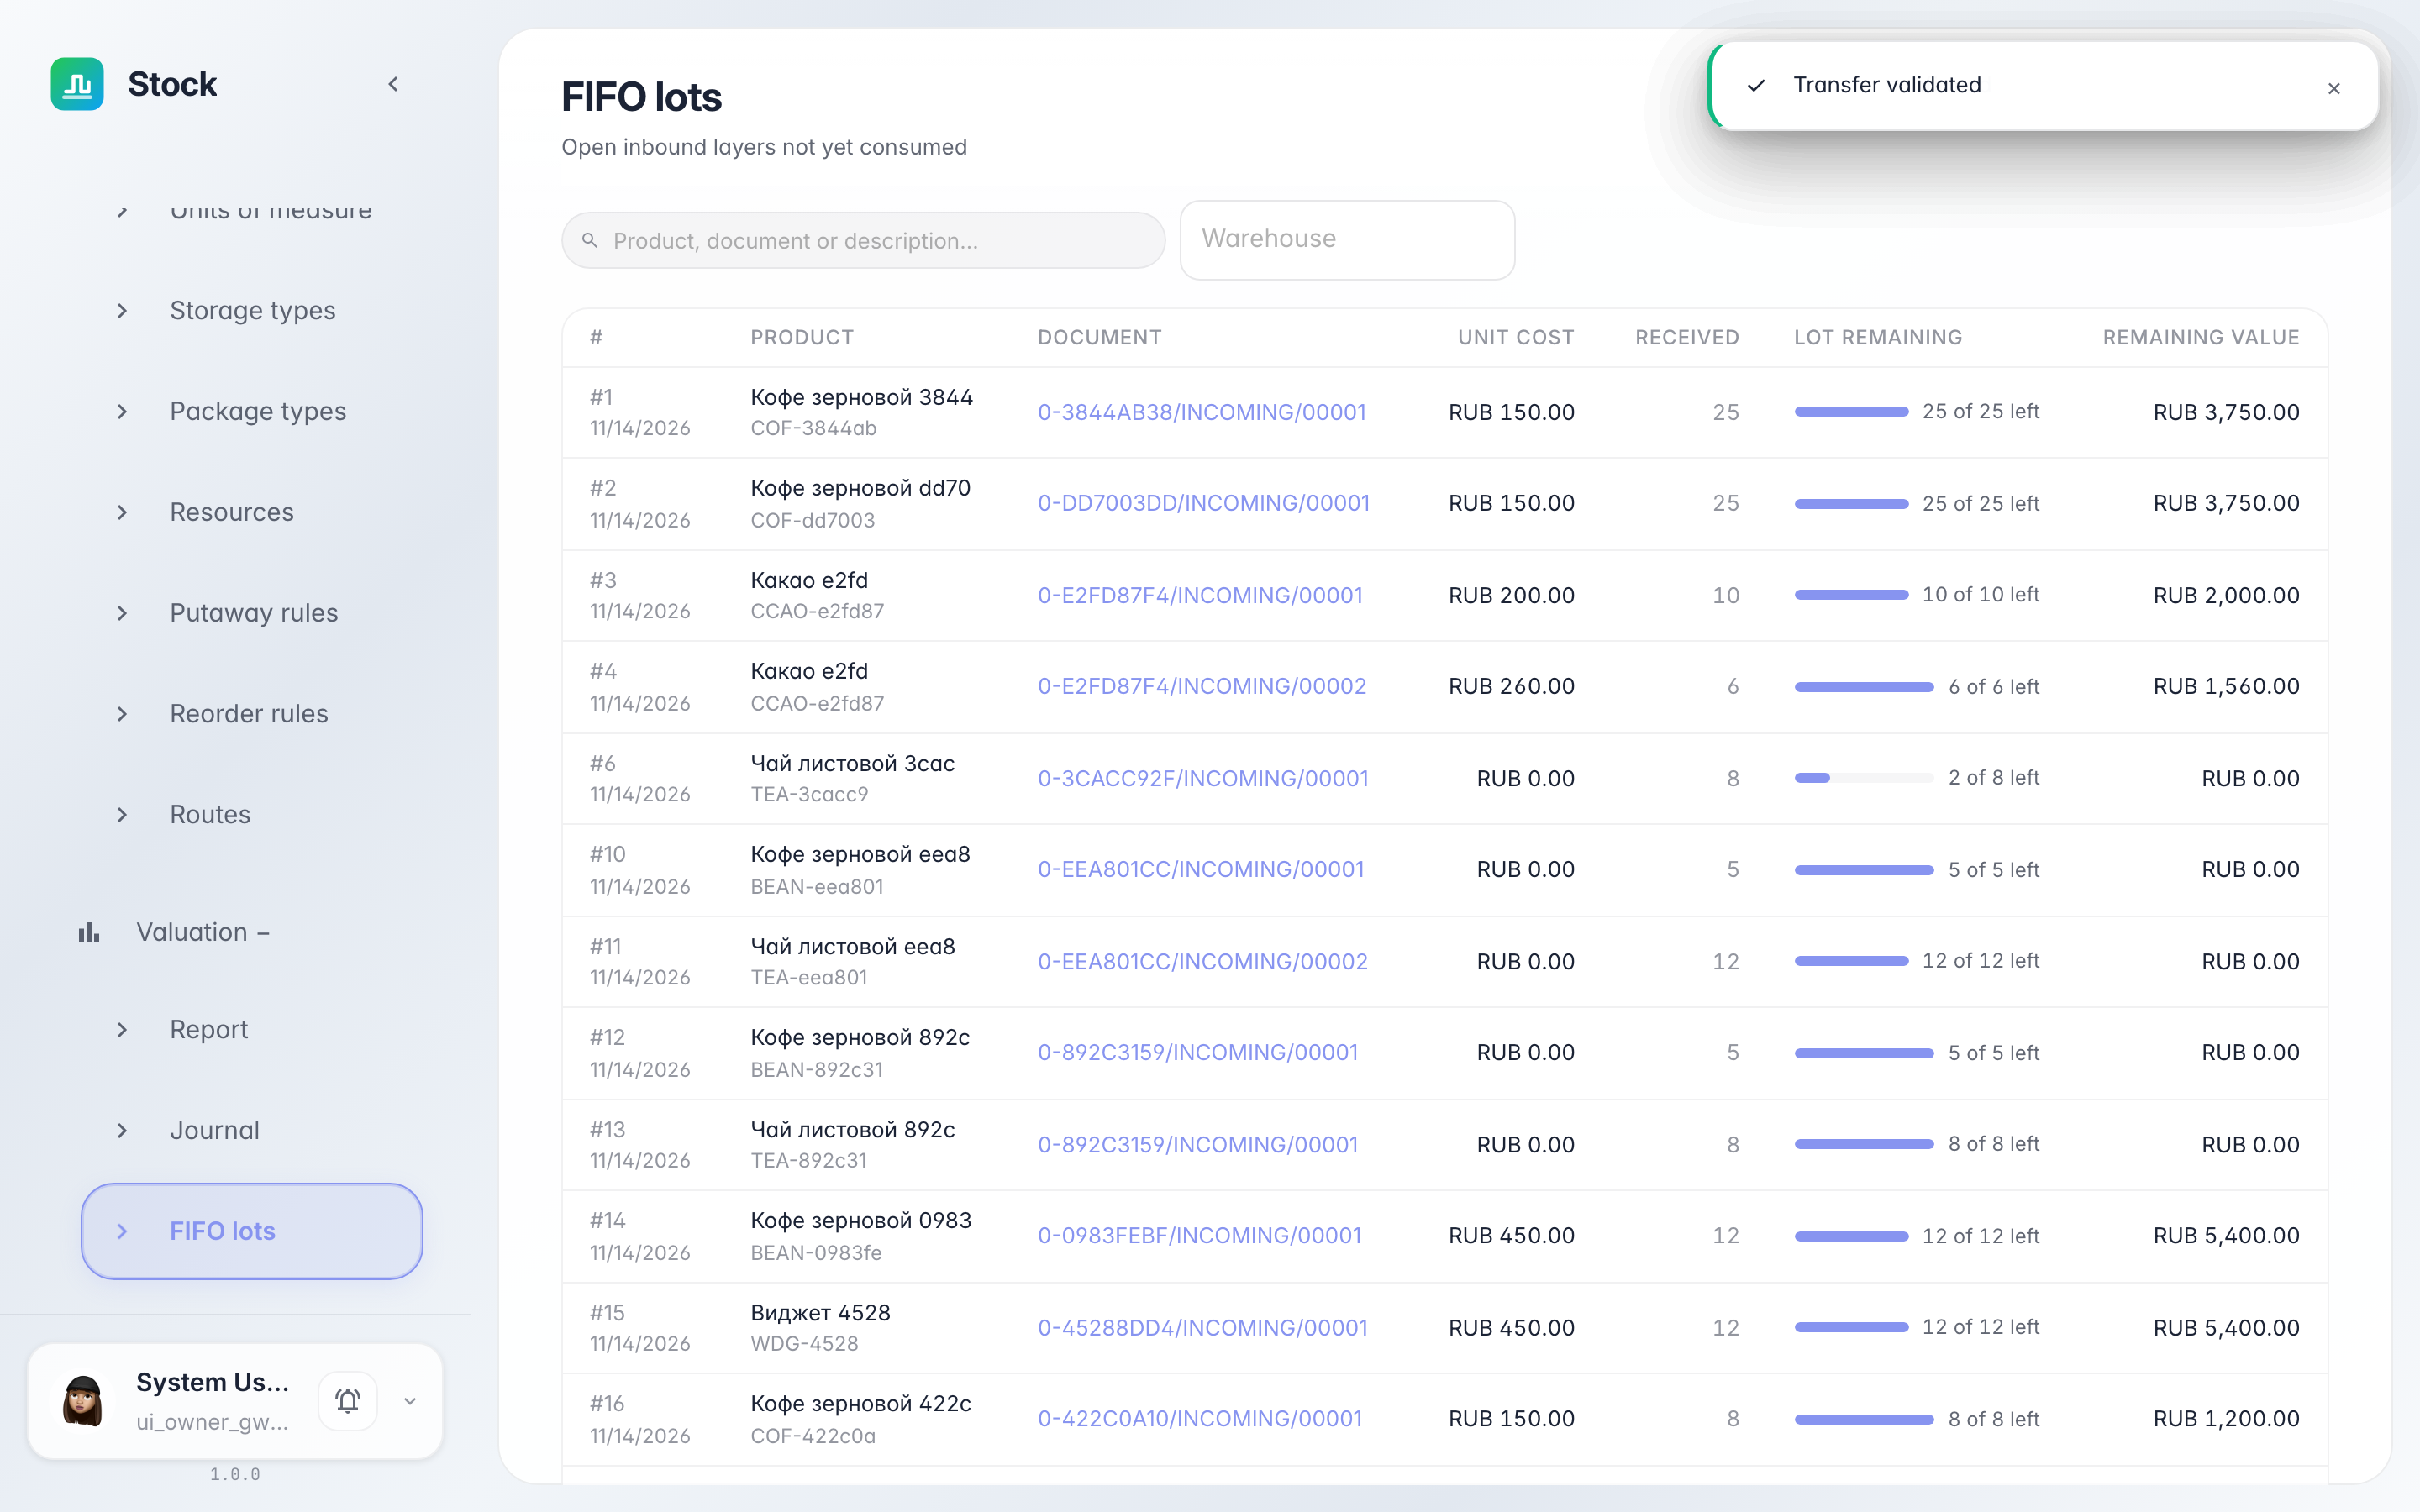 Stock
Units of measure
Storage types
Package types
Resources
Putaway rules
Reorder rules
Routes
Valuation –
Report
Journal
FIFO lots
System Us...
ui_owner_gw...
1.0.0
FIFO lots
Open inbound layers not yet consumed
Transfer validated
Product, document or description...
Warehouse
# PRODUCT DOCUMENT UNIT COST RECEIVED LOT REMAINING REMAINING VALUE
#1 Кофе зерновой 3844 0-3844AB38/INCOMING/00001 RUB 150.00 25 25 of 25 left RUB 3,750.00
11/14/2026 COF-3844ab
#2 Кофе зерновой dd70 0-DD7003DD/INCOMING/00001 RUB 150.00 25 25 of 25 left RUB 3,750.00
11/14/2026 COF-dd7003
#3 Какао e2fd 0-E2FD87F4/INCOMING/00001 RUB 200.00 10 10 of 10 left RUB 2,000.00
11/14/2026 CCAO-e2fd87
#4 Какао e2fd 0-E2FD87F4/INCOMING/00002 RUB 260.00 6 6 of 6 left RUB 1,560.00
11/14/2026 CCAO-e2fd87
#6 Чай листовой 3cac 0-3CACC92F/INCOMING/00001 RUB 0.00 8 2 of 8 left RUB 0.00
11/14/2026 TEA-3cacc9
#10 Кофе зерновой eea8 0-EEA801CC/INCOMING/00001 RUB 0.00 5 5 of 5 left RUB 0.00
11/14/2026 BEAN-eea801
#11 Чай листовой eea8 0-EEA801CC/INCOMING/00002 RUB 0.00 12 12 of 12 left RUB 0.00
11/14/2026 TEA-eea801
#12 Кофе зерновой 892c 0-892C3159/INCOMING/00001 RUB 0.00 5 5 of 5 left RUB 0.00
11/14/2026 BEAN-892c31
#13 Чай листовой 892c 0-892C3159/INCOMING/00001 RUB 0.00 8 8 of 8 left RUB 0.00
11/14/2026 TEA-892c31
#14 Кофе зерновой 0983 0-0983FEBF/INCOMING/00001 RUB 450.00 12 12 of 12 left RUB 5,400.00
11/14/2026 BEAN-0983fe
#15 Виджет 4528 0-45288DD4/INCOMING/00001 RUB 450.00 12 12 of 12 left RUB 5,400.00
11/14/2026 WDG-4528
#16 Кофе зерновой 422c 0-422C0A10/INCOMING/00001 RUB 150.00 8 8 of 8 left RUB 1,200.00
11/14/2026 COF-422c0a